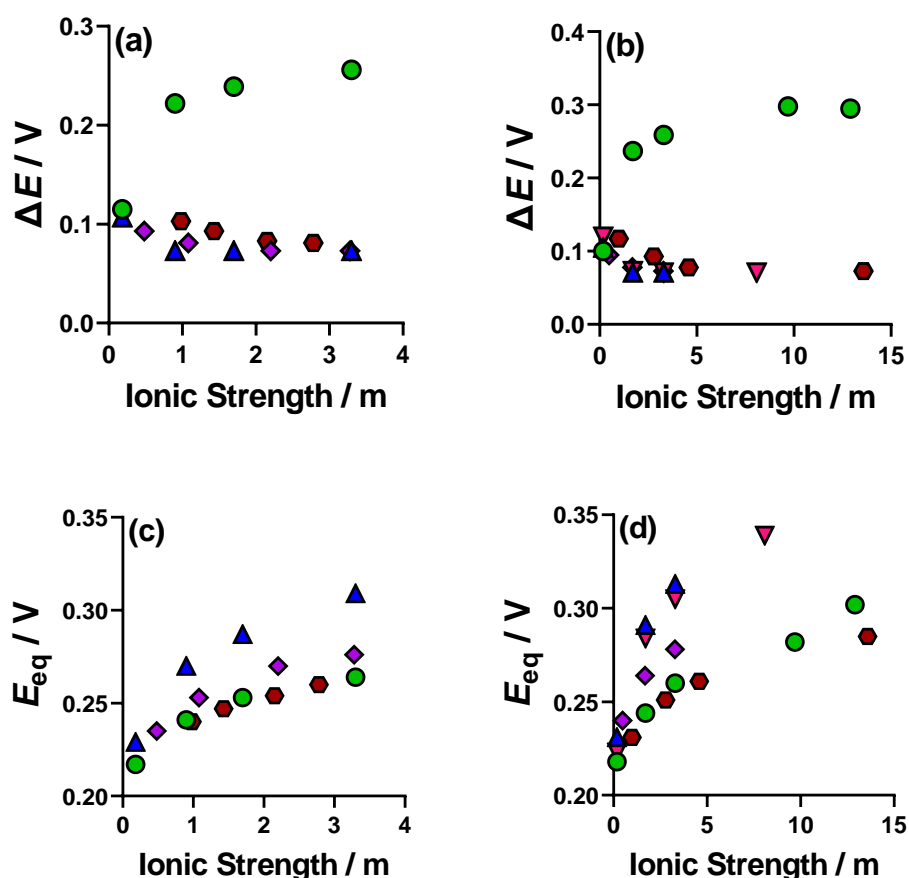 (a)
ΔE / V
0.3
0.2
0.1
0.0
0 1 2 3 4
Ionic Strength / m
(b)
ΔE / V
0.4
0.3
0.2
0.1
0.0
0 5 10 15
Ionic Strength / m
(c)
Eeq / V
0.35
0.30
0.25
0.20
0 1 2 3 4
Ionic Strength / m
(d)
Eeq / V
0.35
0.30
0.25
0.20
0 5 10 15
Ionic Strength / m